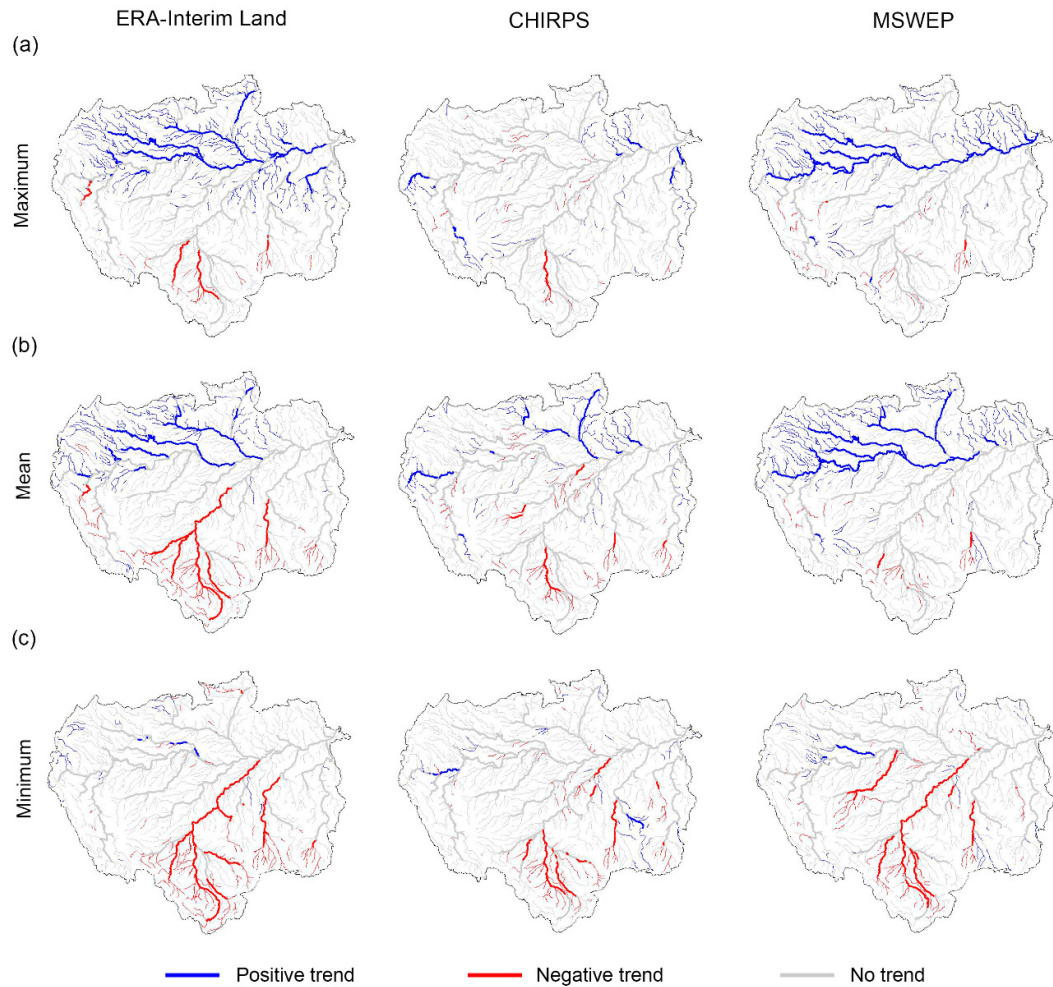 ERA-Interim Land CHIRPS MSWEP
(a)
Maximum
(b)
Mean
(c)
Minimum
Positive trend Negative trend No trend